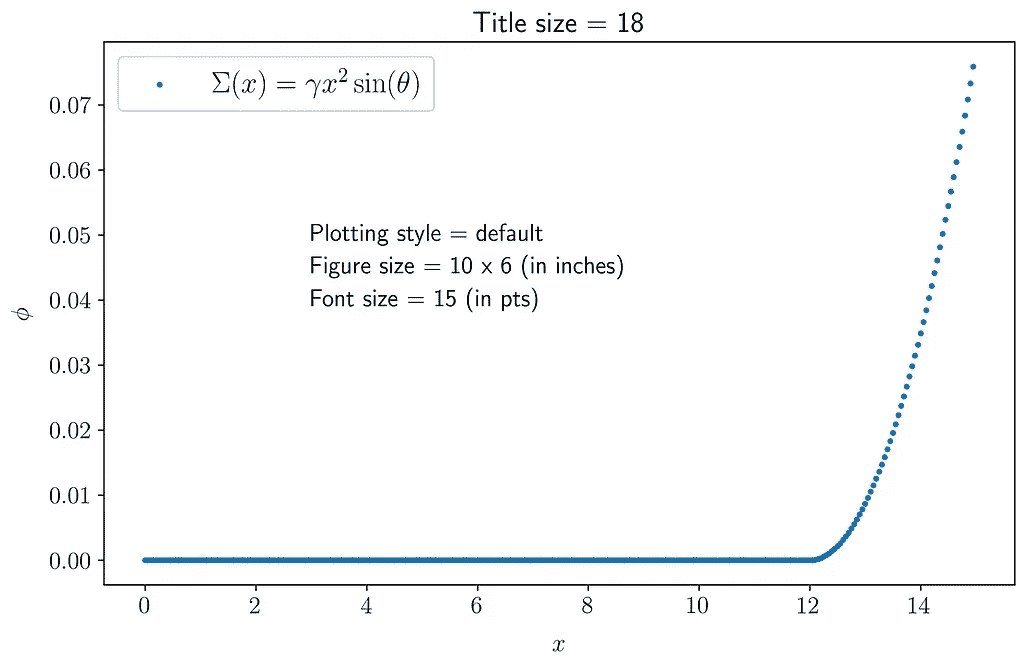 Title size = 18
Σ(x) = γx² sin(θ)
0.07
0.06
0.05
0.04
0.03
0.02
0.01
0.00
ϕ
Plotting style = default
Figure size = 10 x 6 (in inches)
Font size = 15 (in pts)
0 2 4 6 8 10 12 14
x